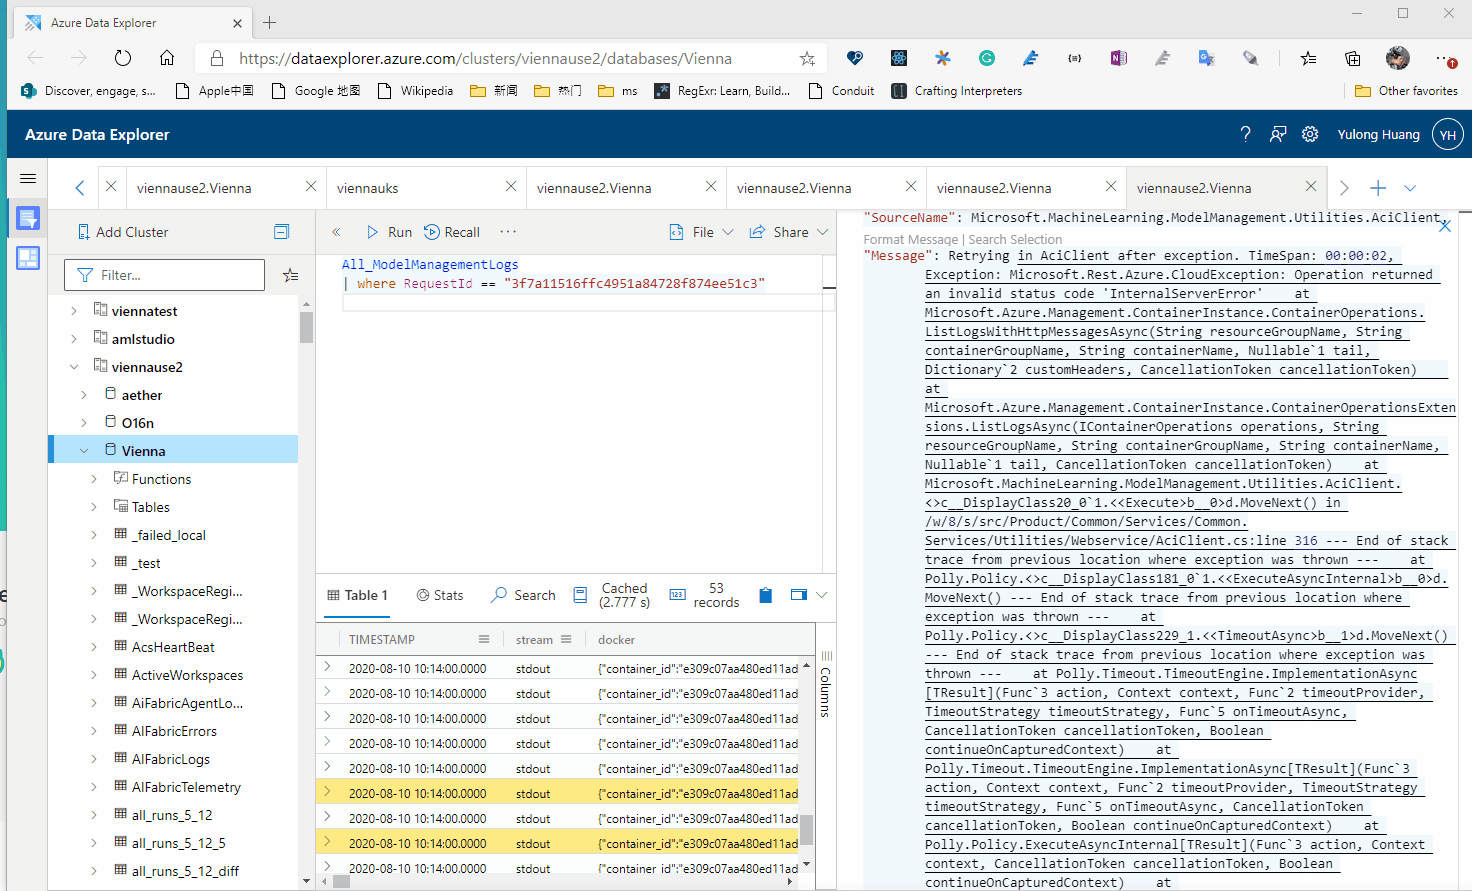 Azure Data Explorer
https://dataexplorer.azure.com/clusters/viennause2/databases/Vienna
Discover, engage, s...
Apple中国
Google 地图
Wikipedia
新闻
热门
ms
RegExr: Learn, Build...
Conduit
Crafting Interpreters
Other favorites
Azure Data Explorer
Yulong Huang
YH
viennause2.Vienna
viennauks
viennause2.Vienna
viennause2.Vienna
viennause2.Vienna
viennause2.Vienna
Add Cluster
Filter...
viennatest
amlstudio
viennause2
aether
O16n
Vienna
Functions
Tables
_failed_local
_test
_WorkspaceRegi...
_WorkspaceRegi...
AcsHeartBeat
ActiveWorkspaces
AiFabricAgentLo...
AIFabricErrors
AIFabricLogs
AIFabricTelemetry
all_runs_5_12
all_runs_5_12_5
all_runs_5_12_diff
Run
Recall
File
Share
All_ModelManagementLogs
| where RequestId == "3f7a11516ffc4951a84728f874ee51c3"
Table 1
Stats
Search
Cached
(2.777 s)
53
records
TIMESTAMP
stream
docker
2020-08-10 10:14:00.0000 stdout {"container_id":"e309c07aa480ed11ad
2020-08-10 10:14:00.0000 stdout {"container_id":"e309c07aa480ed11ad
2020-08-10 10:14:00.0000 stdout {"container_id":"e309c07aa480ed11ad
2020-08-10 10:14:00.0000 stdout {"container_id":"e309c07aa480ed11ad
2020-08-10 10:14:00.0000 stdout {"container_id":"e309c07aa480ed11ad
2020-08-10 10:14:00.0000 stdout {"container_id":"e309c07aa480ed11ad
2020-08-10 10:14:00.0000 stdout {"container_id":"e309c07aa480ed11ad
2020-08-10 10:14:00.0000 stdout {"container_id":"e309c07aa480ed11ad
2020-08-10 10:14:00.0000 stdout {"container_id":"e309c07aa480ed11ad
Columns
"SourceName": Microsoft.MachineLearning.ModelManagement.Utilities.AciClient,
Format Message | Search Selection
"Message": Retrying in AciClient after exception. TimeSpan: 00:00:02,
Exception: Microsoft.Rest.Azure.CloudException: Operation returned
an invalid status code 'InternalServerError' at
Microsoft.Azure.Management.ContainerInstance.ContainerOperations.
ListLogsWithHttpMessagesAsync(String resourceGroupName, String
containerGroupName, String containerName, Nullable`1 tail,
Dictionary`2 customHeaders, CancellationToken cancellationToken)
at
Microsoft.Azure.Management.ContainerInstance.ContainerOperationsExten
sions.ListLogsAsync(IContainerOperations operations, String
resourceGroupName, String containerGroupName, String containerName,
Nullable`1 tail, CancellationToken cancellationToken) at
Microsoft.MachineLearning.ModelManagement.Utilities.AciClient.
<>c__DisplayClass20_0`1.<<Execute>b__0>d.MoveNext() in
/w/8/s/src/Product/Common/Services/Common.
Services/Utilities/Webservice/AciClient.cs:line 316 --- End of stack
trace from previous location where exception was thrown --- at
Polly.Policy.<>c__DisplayClass181_0`1.<<ExecuteAsyncInternal>b__0>d.
MoveNext() --- End of stack trace from previous location where
exception was thrown --- at
Polly.Policy.<>c__DisplayClass229_1.<<TimeoutAsync>b__1>d.MoveNext()
--- End of stack trace from previous location where exception was
thrown --- at Polly.Timeout.TimeoutEngine.ImplementationAsync
[TResult](Func`3 action, Context context, Func`2 timeoutProvider,
TimeoutStrategy timeoutStrategy, Func`5 onTimeoutAsync,
CancellationToken cancellationToken, Boolean
continueOnCapturedContext) at
Polly.Timeout.TimeoutEngine.ImplementationAsync[TResult](Func`3
action, Context context, Func`2 timeoutProvider, TimeoutStrategy
timeoutStrategy, Func`5 onTimeoutAsync, CancellationToken
cancellationToken, Boolean continueOnCapturedContext) at
Polly.Policy.ExecuteAsyncInternal[TResult](Func`3 action, Context
context, CancellationToken cancellationToken, Boolean
continueOnCapturedContext) at